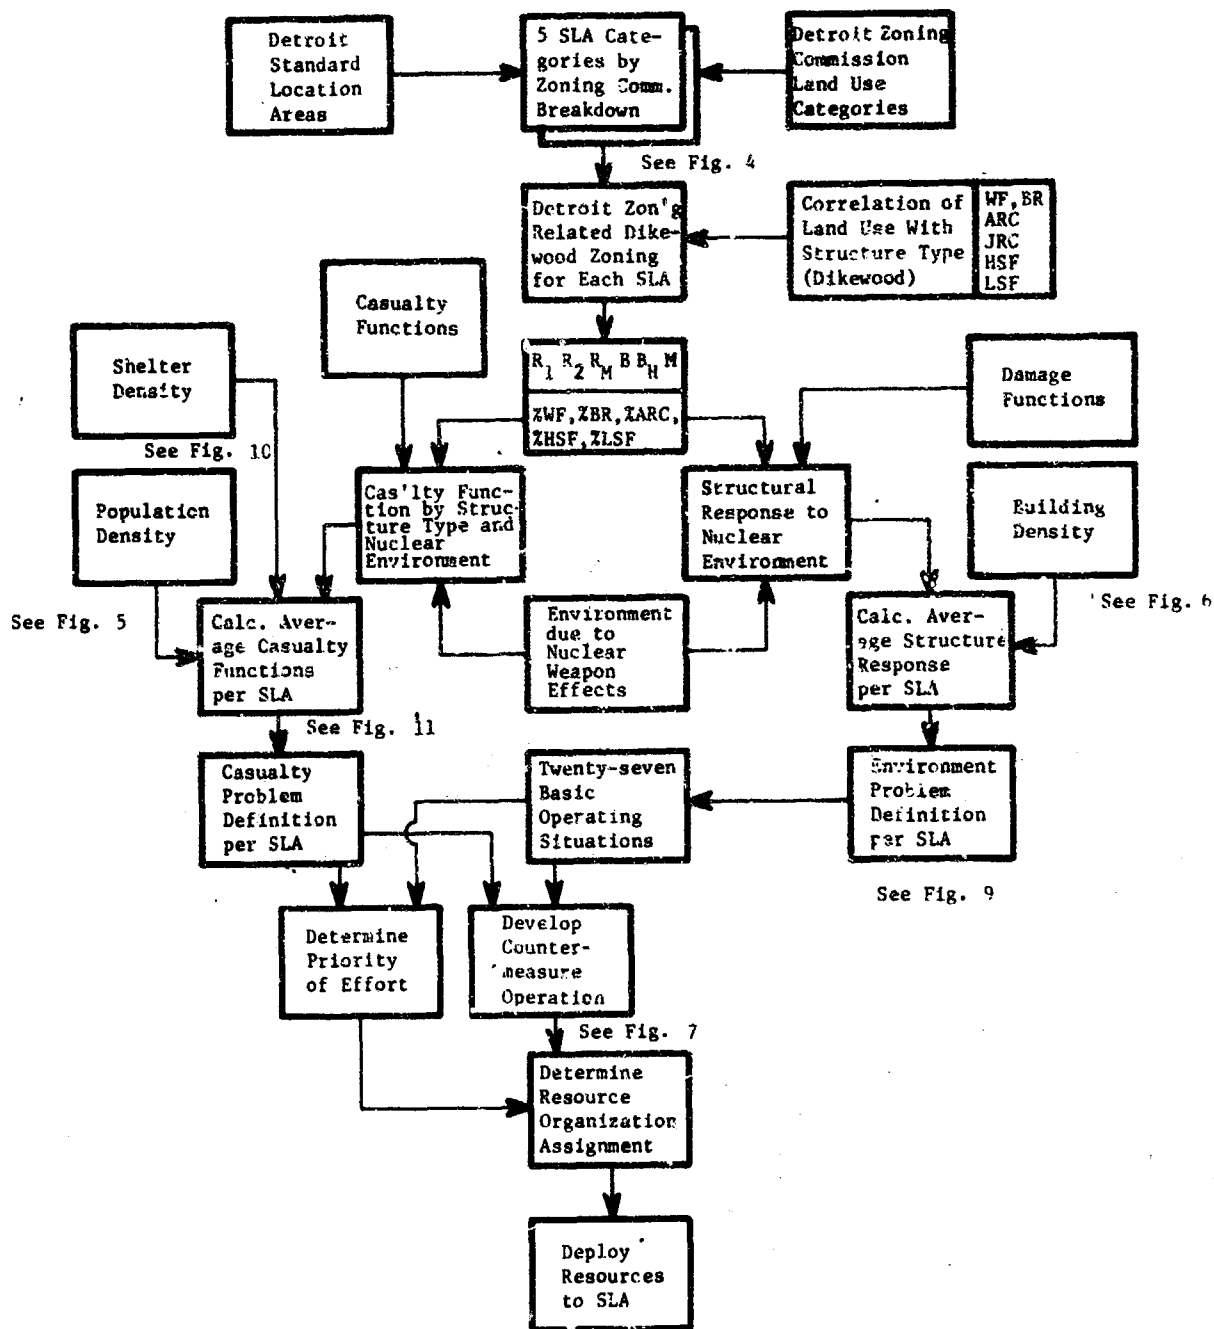 Detroit
Standard
Location
Areas
5 SLA Cate-
gories by
Zoning Comm.
Breakdown
Detroit Zoning
Commission
Land Use
Categories
See Fig. 4
Detroit Zon'g
Related Dike-
wood Zoning
for Each SLA
Correlation of
Land Use With
Structure Type
(Dikewood)
WF, BR
ARC
JRC
HSF
LSF
Casualty
Functions
R1 R2 RM B BH M
%WF,%BR,%ARC,
%HSF,%LSF
Shelter
Density
Damage
Functions
See Fig. 10
Population
Density
Cas'lty Func-
tion by Struc-
ture Type and
Nuclear
Environment
Structural
Response to
Nuclear
Environment
Building
Density
See Fig. 5
See Fig. 6
Calc. Aver-
age Casualty
Functions
per SLA
Environment
due to
Nuclear
Weapon
Effects
Calc. Aver-
age Structure
Response
per SLA
See Fig. 11
Casualty
Problem
Definition
per SLA
Twenty-seven
Basic
Operating
Situations
Environment
Problem
Definition
per SLA
See Fig. 9
Determine
Priority
of Effort
Develop
Counter-
measure
Operation
See Fig. 7
Determine
Resource
Organization
Assignment
Deploy
Resources
to SLA